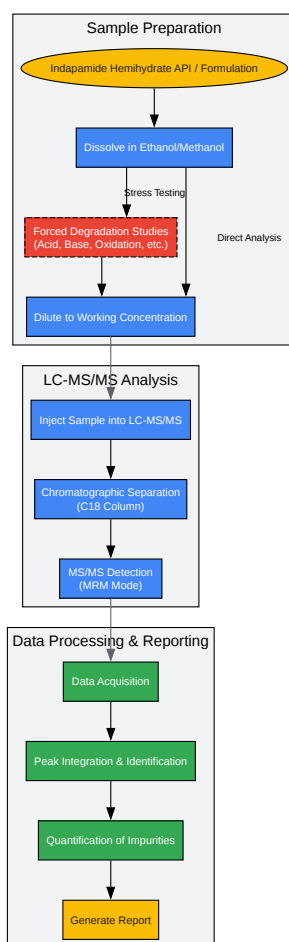 Sample Preparation
Indapamide Hemihydrate API / Formulation
Dissolve in Ethanol/Methanol
Stress Testing
Forced Degradation Studies
(Acid, Base, Oxidation, etc.)
Direct Analysis
Dilute to Working Concentration
LC-MS/MS Analysis
Inject Sample into LC-MS/MS
Chromatographic Separation
(C18 Column)
MS/MS Detection
(MRM Mode)
Data Processing & Reporting
Data Acquisition
Peak Integration & Identification
Quantification of Impurities
Generate Report